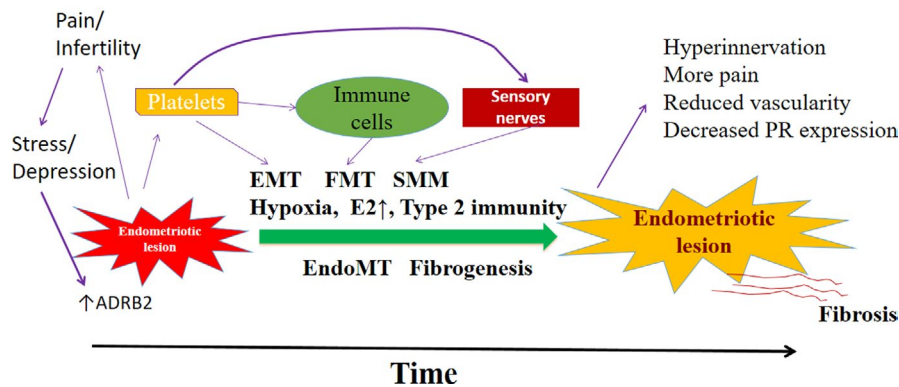 Pain/
Infertility
Stress/
Depression
↑ADRB2
Platelets
Immune
cells
Sensory
nerves
EMT FMT SMM
Hypoxia, E2↑, Type 2 immunity
EndoMT Fibrogenesis
Endometriotic
lesion
Hyperinnervation
More pain
Reduced vascularity
Decreased PR expression
Endometriotic
lesion
Fibrosis
Time